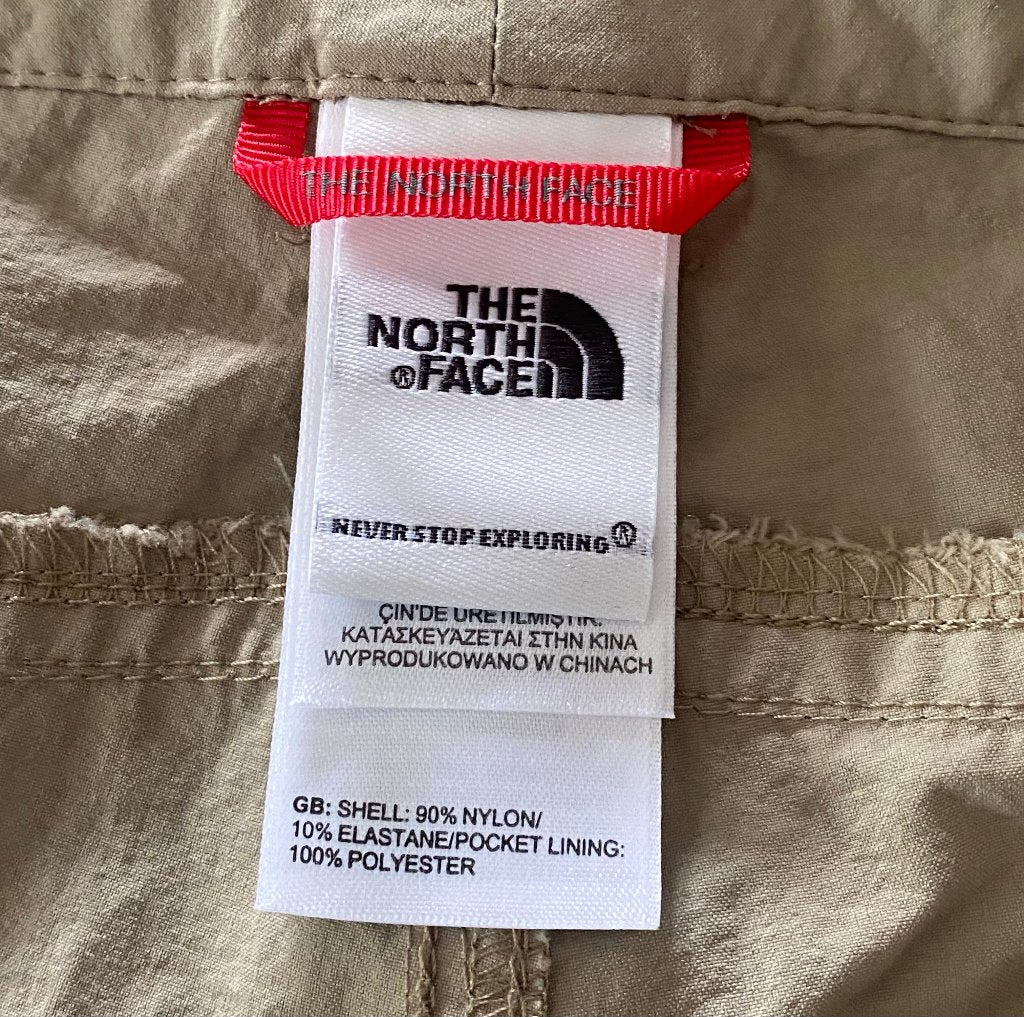 THE NORTH FACE
THE
NORTH
®FACE
NEVER STOP EXPLORING®
ÇİN'DE ÜRETİLMİŞTİR.
ΚΑΤΑΣΚΕΥΆΖΕΤΑΙ ΣΤΗΝ ΚΙΝΑ
WYPRODUKOWANO W CHINACH
GB: SHELL: 90% NYLON/
10% ELASTANE/POCKET LINING:
100% POLYESTER